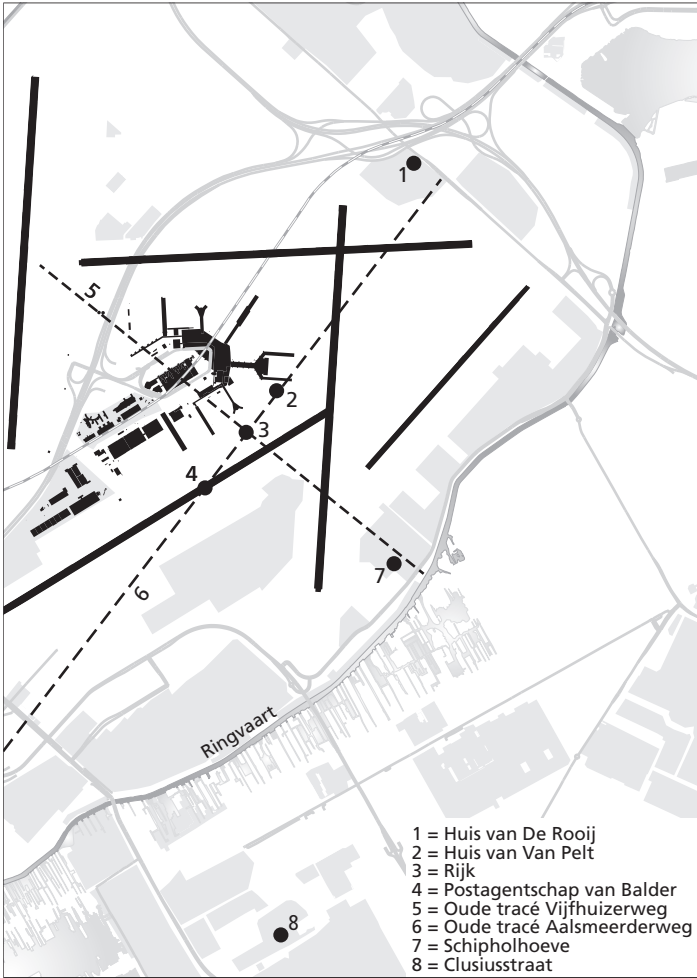 1
5
2
3
4
7
6
Ringvaart
8
1 = Huis van De Rooij
2 = Huis van Van Pelt
3 = Rijk
4 = Postagentschap van Balder
5 = Oude tracé Vijfhuizerweg
6 = Oude tracé Aalsmeerderweg
7 = Schipholhoeve
8 = Clusiusstraat